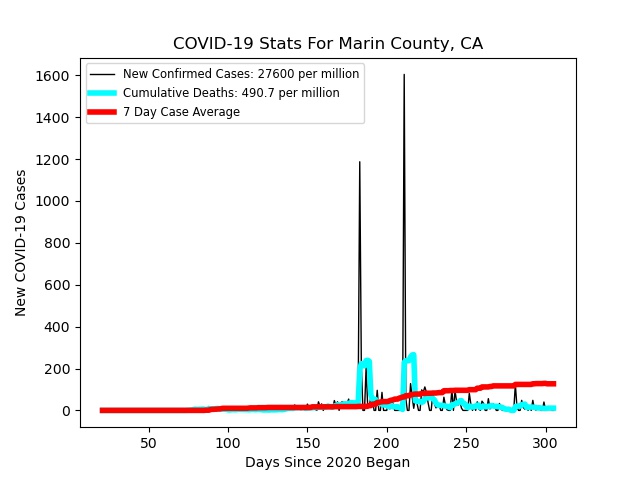 COVID-19 Stats For Marin County, CA
New Confirmed Cases: 27600 per million
Cumulative Deaths: 490.7 per million
7 Day Case Average
New COVID-19 Cases
1600
1400
1200
1000
800
600
400
200
0
50
100
150
200
250
300
Days Since 2020 Began